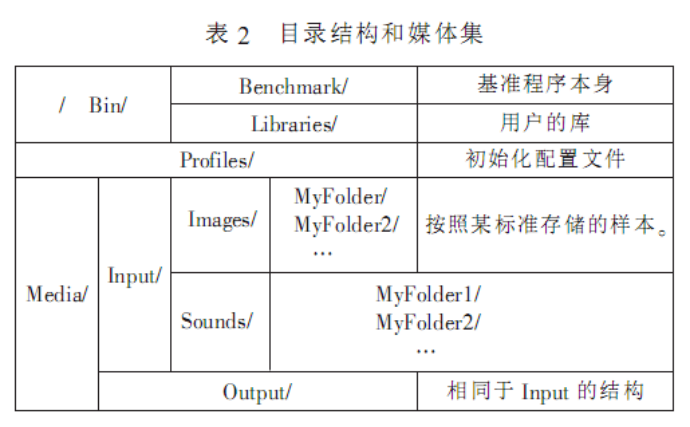 表 2 目录结构和媒体集
/ Bin/
Benchmark/
基准程序本身
Libraries/
用户的库
Profiles/
初始化配置文件
Media/
Input/
Images/
MyFolder/
MyFolder2/
...
按照某标准存储的样本。
Sounds/
MyFolder1/
MyFolder2/
...
Output/
相同于 Input 的结构